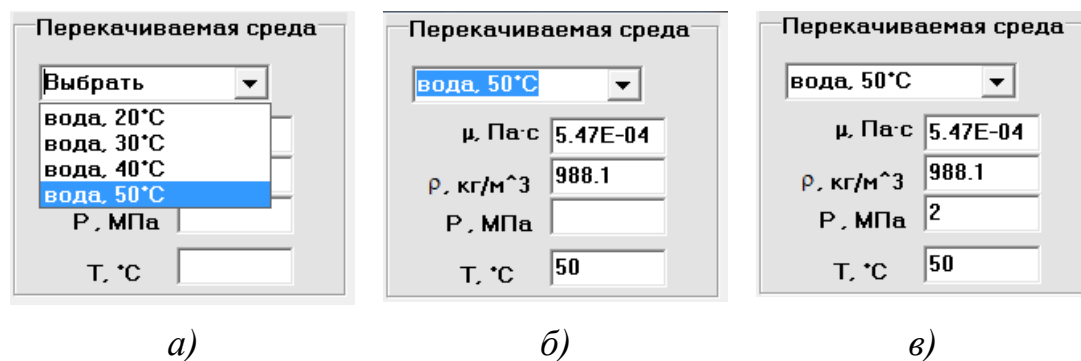 Перекачиваемая среда
Выбрать
вода, 20°C
вода, 30°C
вода, 40°C
вода, 50°C
P , МПа
T, °C
а)
Перекачиваемая среда
вода, 50°C
μ, Па·с 5.47E-04
ρ, кг/м^3 988.1
P , МПа
T, °C 50
б)
Перекачиваемая среда
вода, 50°C
μ, Па·с 5.47E-04
ρ, кг/м^3 988.1
P , МПа 2
T, °C 50
в)